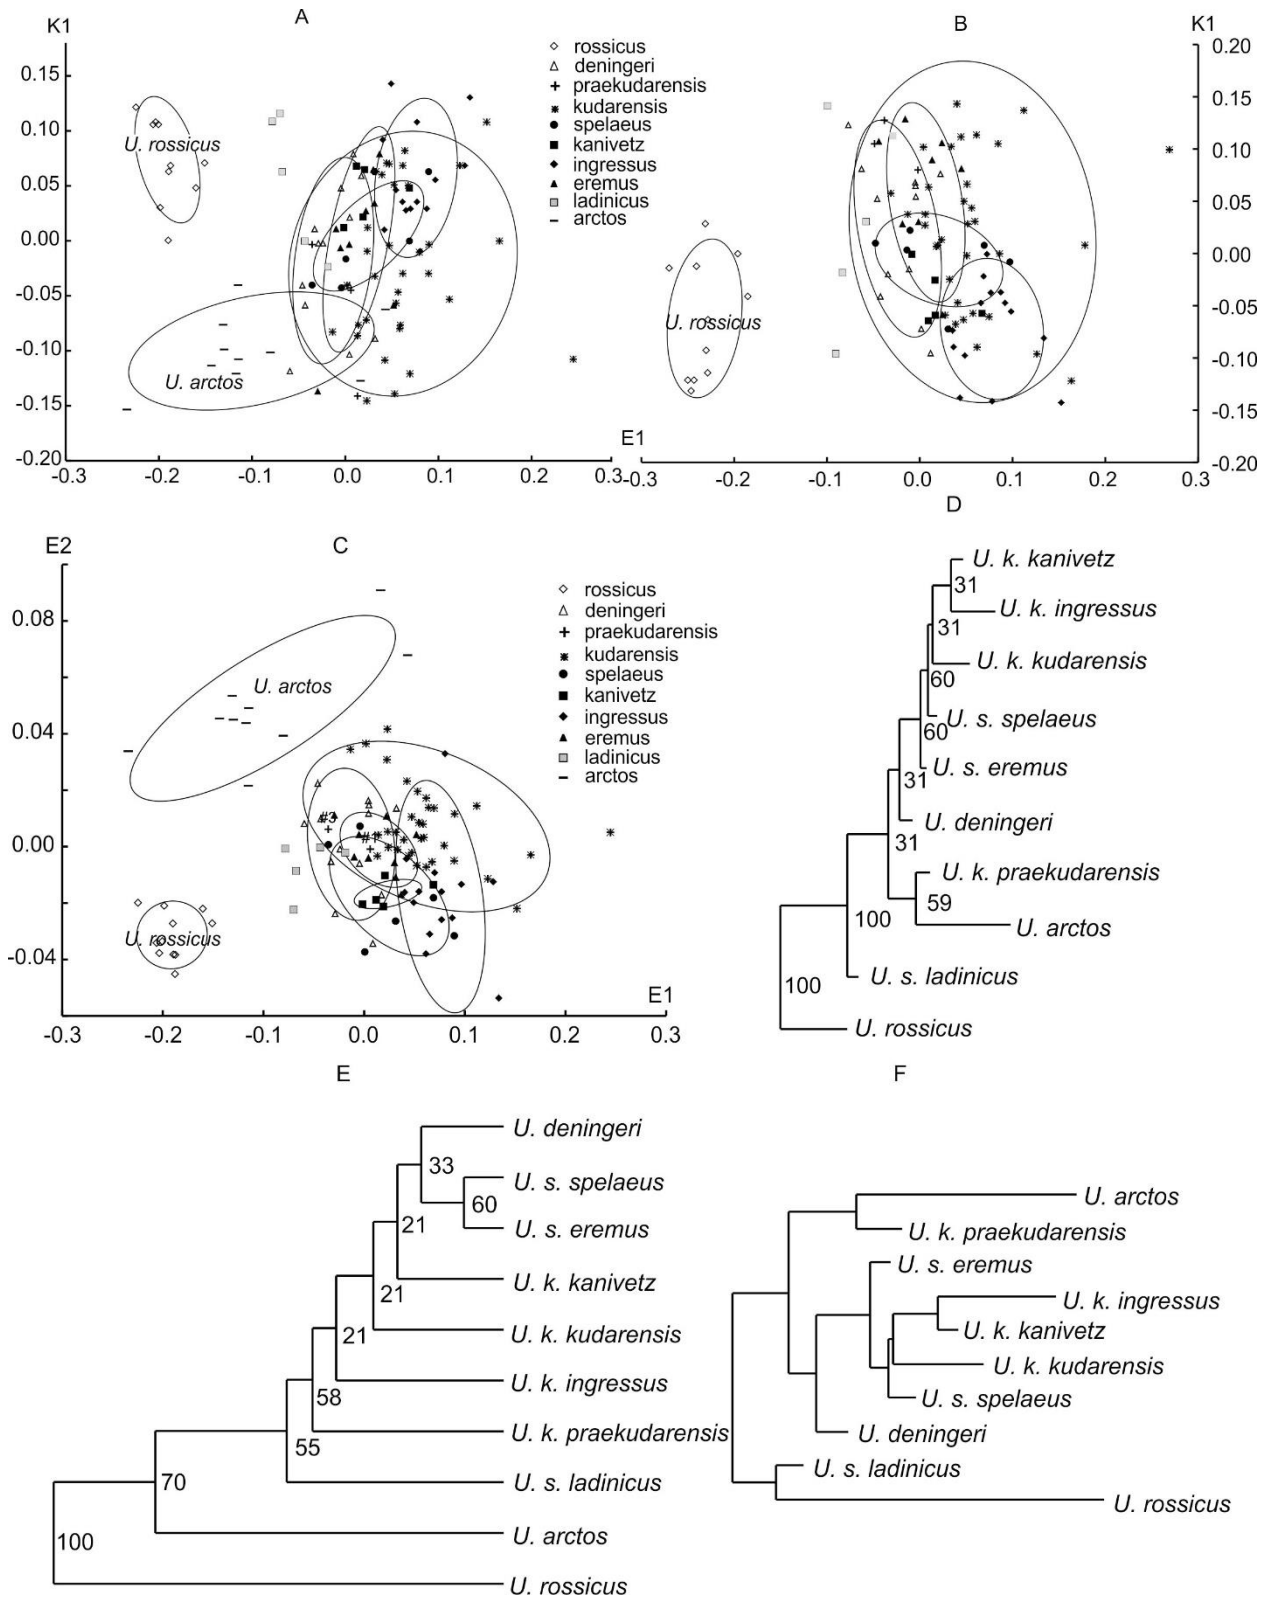 A
K1
0.15
0.10
0.05
0.00
-0.05
-0.10
-0.15
-0.20
-0.3
-0.2
-0.1
0.0
0.1
0.2
0.3
E1
U. rossicus
U. arctos
rossicus
deningeri
praekudarensis
kudarensis
spelaeus
kanivetz
ingressus
eremus
ladinicus
arctos
B
K1
0.20
0.15
0.10
0.05
0.00
-0.05
-0.10
-0.15
-0.20
-0.3
-0.2
-0.1
0.0
0.1
0.2
0.3
U. rossicus
C
E2
0.08
0.04
0.00
-0.04
-0.3
-0.2
-0.1
0.0
0.1
0.2
0.3
E1
U. arctos
#3
U. rossicus
rossicus
deningeri
praekudarensis
kudarensis
spelaeus
kanivetz
ingressus
eremus
ladinicus
arctos
D
U. k. kanivetz
31
U. k. ingressus
31
U. k. kudarensis
60
U. s. spelaeus
60
U. s. eremus
31
U. deningeri
31
U. k. praekudarensis
59
100
U. arctos
U. s. ladinicus
100
U. rossicus
E
U. deningeri
33
U. s. spelaeus
60
21
U. s. eremus
U. k. kanivetz
21
U. k. kudarensis
21
U. k. ingressus
58
U. k. praekudarensis
55
U. s. ladinicus
70
U. arctos
100
U. rossicus
F
U. arctos
U. k. praekudarensis
U. s. eremus
U. k. ingressus
U. k. kanivetz
U. k. kudarensis
U. s. spelaeus
U. deningeri
U. s. ladinicus
U. rossicus